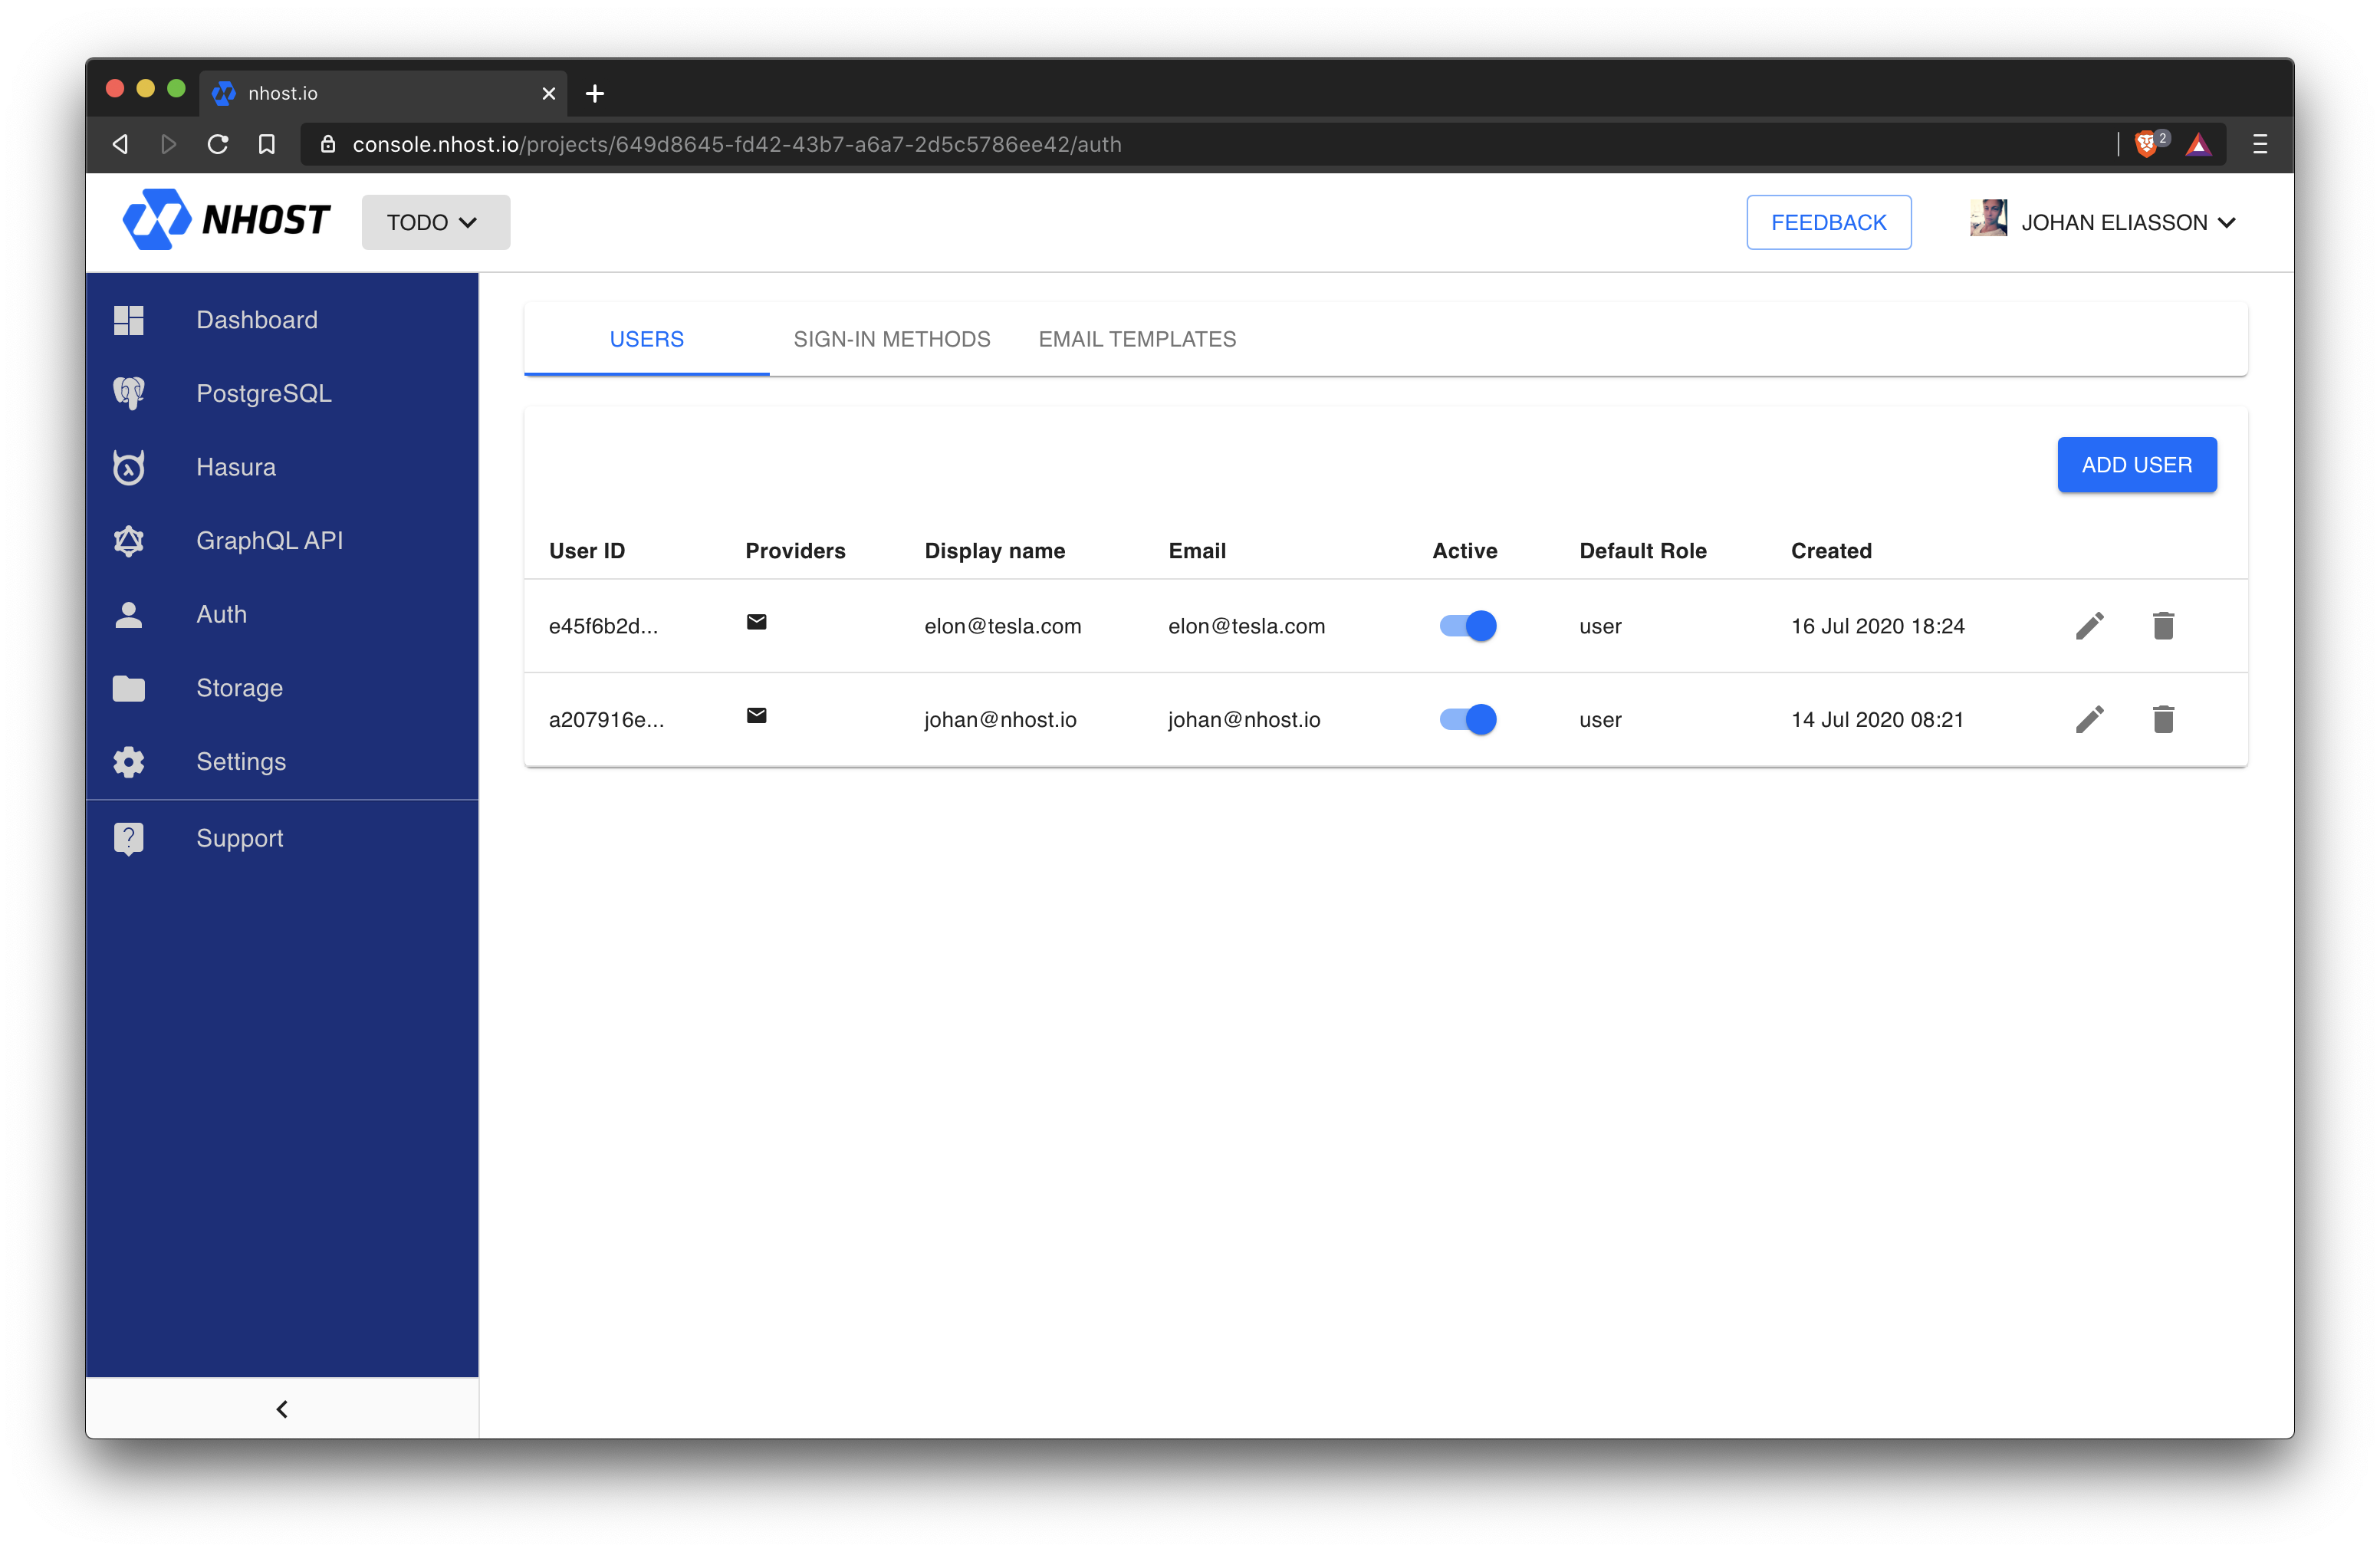 nhost.io
console.nhost.io/projects/649d8645-fd42-43b7-a6a7-2d5c5786ee42/auth
2
NHOST
TODO
FEEDBACK
JOHAN ELIASSON
Dashboard
PostgreSQL
Hasura
GraphQL API
Auth
Storage
Settings
Support
USERS SIGN-IN METHODS EMAIL TEMPLATES
ADD USER
User ID Providers Display name Email Active Default Role Created
e45f6b2d... elon@tesla.com elon@tesla.com user 16 Jul 2020 18:24
a207916e... johan@nhost.io johan@nhost.io user 14 Jul 2020 08:21